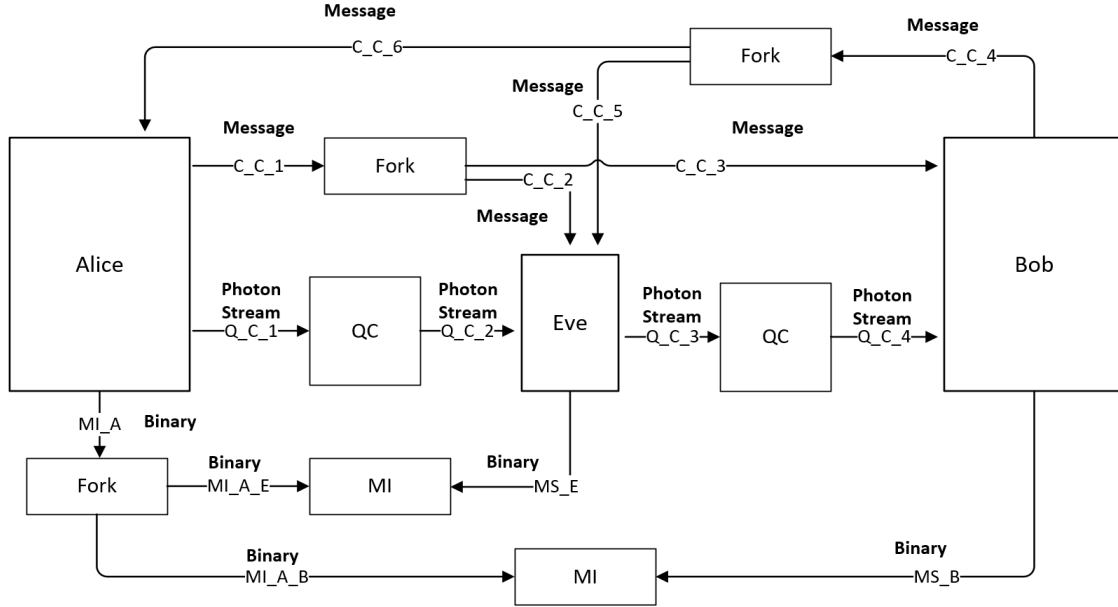 Message
C_C_6
Fork
Message
C_C_4
Message
C_C_5
Message
C_C_1
Fork
Message
C_C_3
C_C_2
Message
Alice
Bob
Photon
Stream
Q_C_1
QC
Photon
Stream
Q_C_2
Eve
Photon
Stream
Q_C_3
QC
Photon
Stream
Q_C_4
MI_A
Binary
Fork
Binary
MI_A_E
MI
Binary
MS_E
Binary
MI_A_B
MI
Binary
MS_B